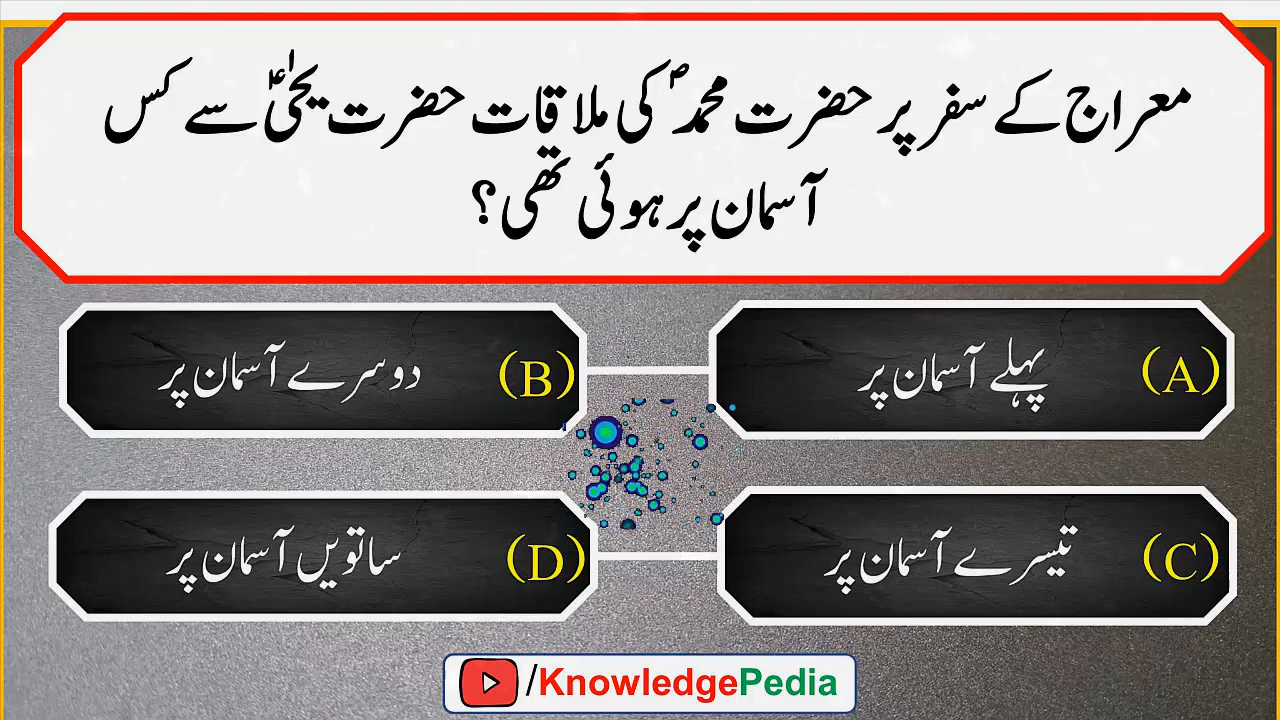 معراج کے سفر پر حضرت محمدؐ کی ملاقات حضرت یحیٰیؑ سے کس
آسمان پر ہوئی تھی؟
(A) پہلے آسمان پر
(B) دوسرے آسمان پر
(C) تیسرے آسمان پر
(D) ساتویں آسمان پر
/KnowledgePedia